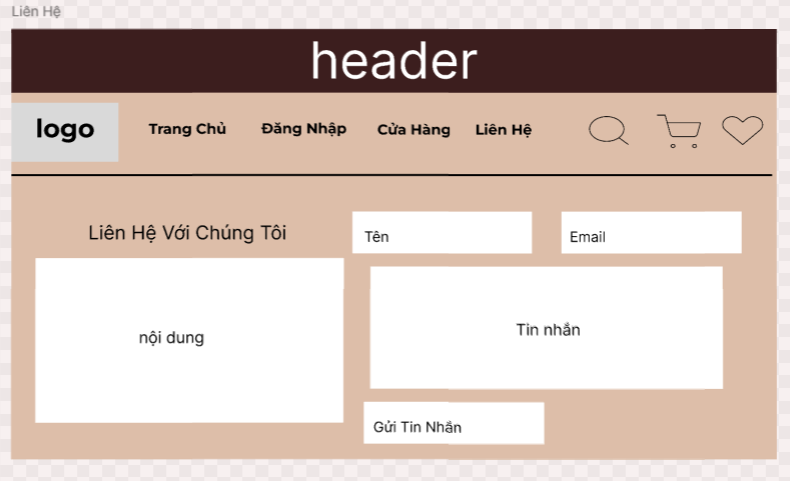 Liên Hệ
header
logo
Trang Chủ
Đăng Nhập
Cửa Hàng
Liên Hệ
Liên Hệ Với Chúng Tôi
Tên
Email
nội dung
Tin nhắn
Gửi Tin Nhắn